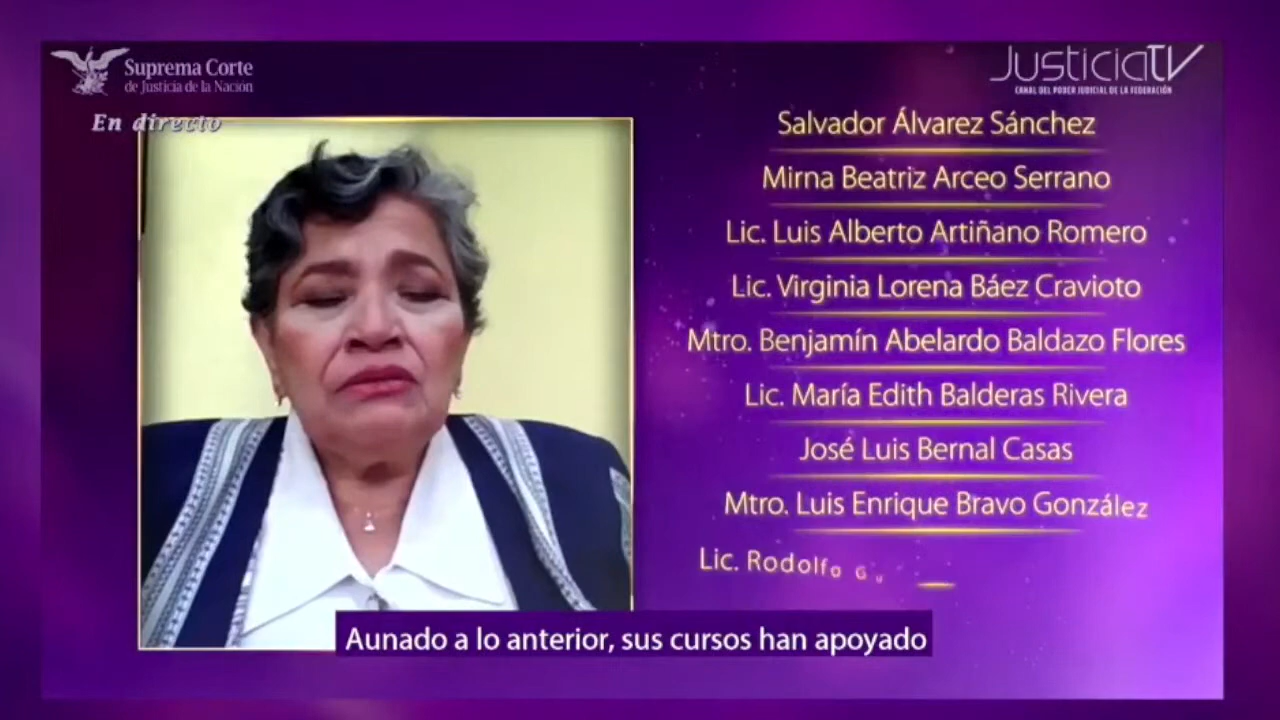 Suprema Corte
de Justicia de la Nación
En directo
JusticiaTV
CANAL DEL PODER JUDICIAL DE LA FEDERACIÓN
Salvador Álvarez Sánchez
Mirna Beatriz Arceo Serrano
Lic. Luis Alberto Artiñano Romero
Lic. Virginia Lorena Báez Cravioto
Mtro. Benjamín Abelardo Baldazo Flores
Lic. María Edith Balderas Rivera
José Luis Bernal Casas
Mtro. Luis Enrique Bravo González
Lic. Rodolfo Gu
Aunado a lo anterior, sus cursos han apoyado